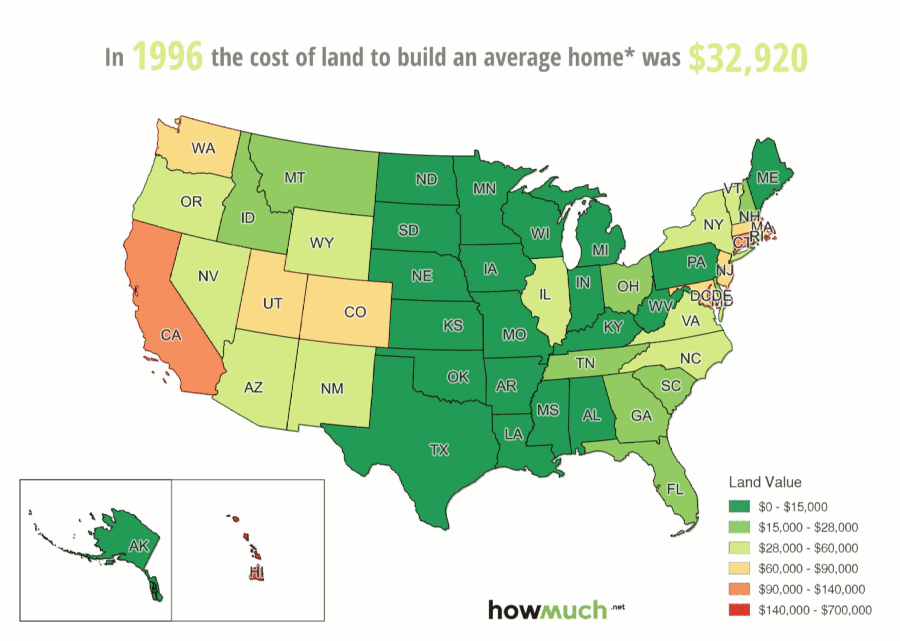 In 1996 the cost of land to build an average home* was $32,920
WA
MT
ND
MN
ME
VT
OR
ID
NH
NY
MA
WY
SD
WI
MI
CT
RI
PA
NJ
NV
NE
IA
UT
CO
IL
IN
OH
DC
DE
MD
WV
VA
CA
KS
MO
KY
NC
TN
AZ
NM
OK
AR
SC
MS
AL
GA
LA
TX
FL
AK
HI
Land Value
$0 - $15,000
$15,000 - $28,000
$28,000 - $60,000
$60,000 - $90,000
$90,000 - $140,000
$140,000 - $700,000
howmuch.net